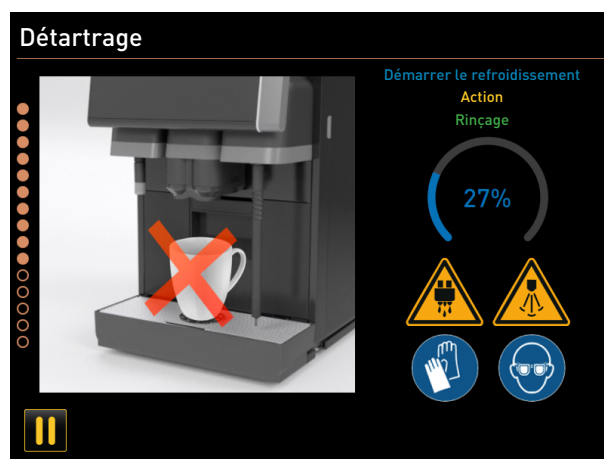 Détartrage
Démarrer le refroidissement
Action
Rinçage
27%